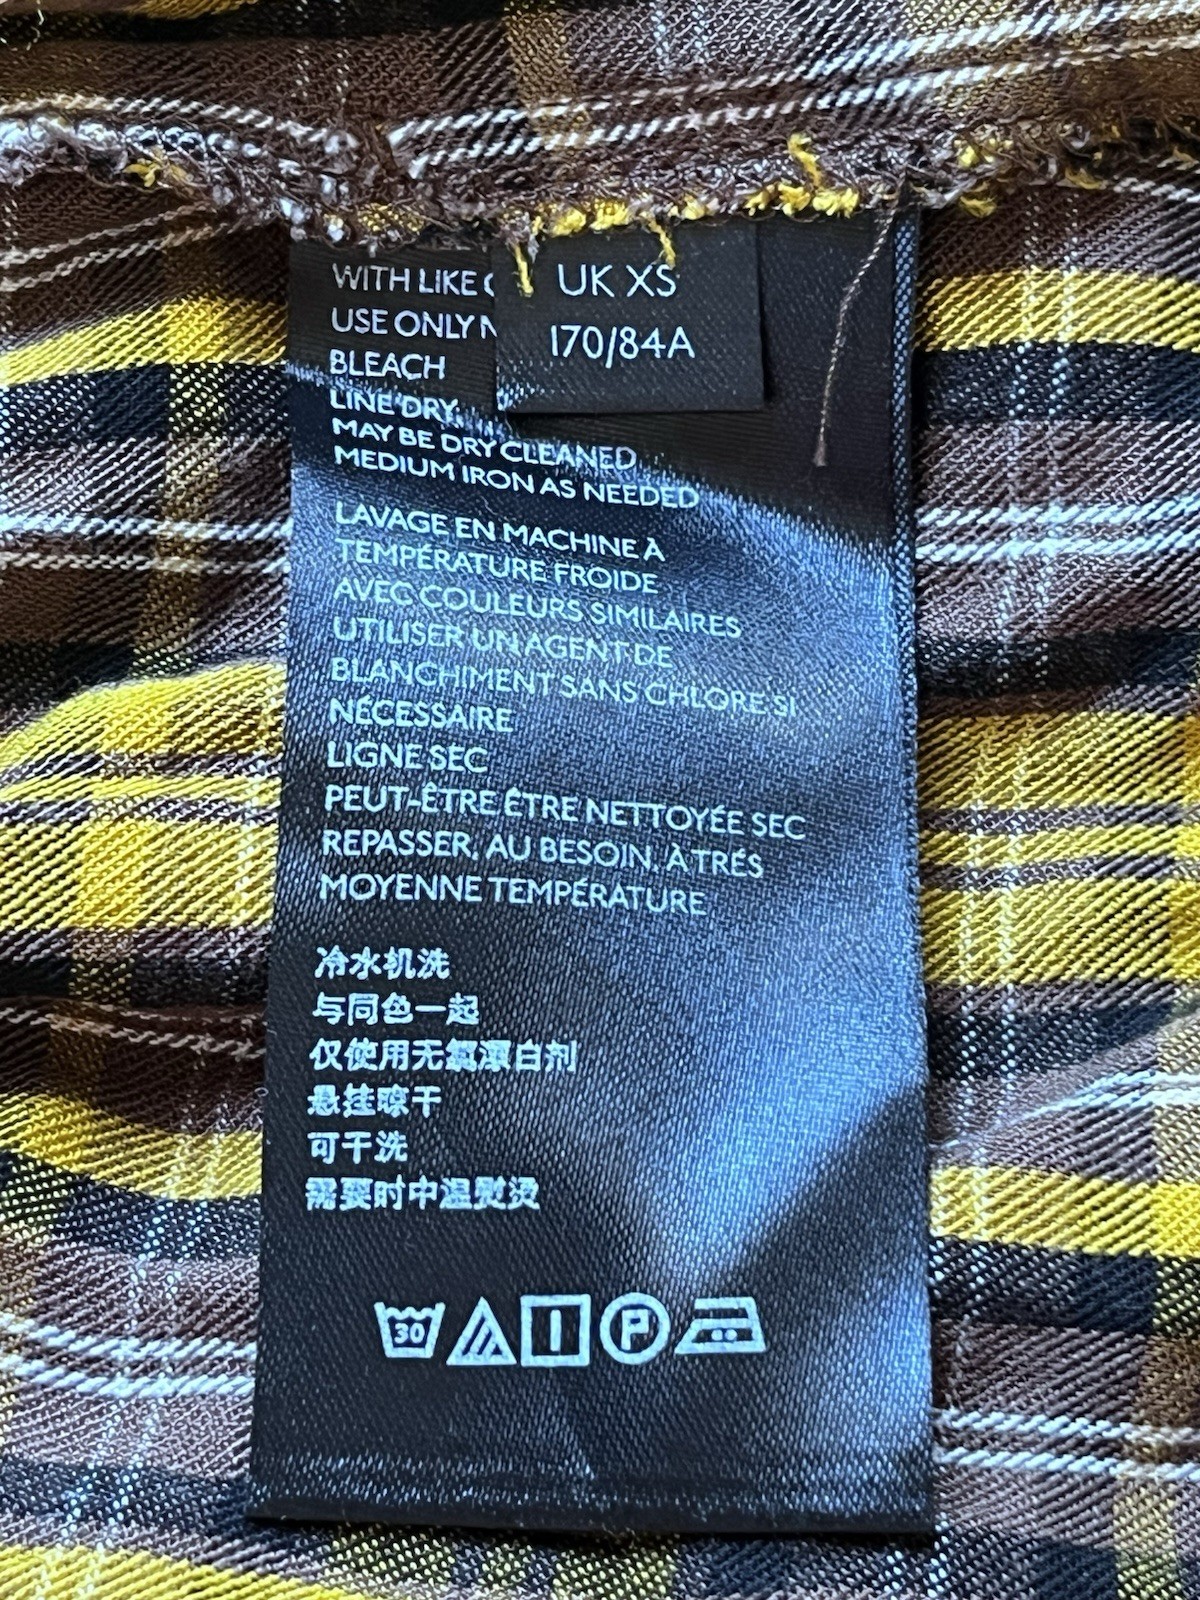 WITH LIKE
USE ONLY
BLEACH
LINE DRY,
MAY BE DRY CLEANED
MEDIUM IRON AS NEEDED
UK XS
170/84A
LAVAGE EN MACHINE À
TEMPÉRATURE FROIDE
AVEC COULEURS SIMILAIRES
UTILISER UN AGENT DE
BLANCHIMENT SANS CHLORE SI
NÉCESSAIRE
LIGNE SEC
PEUT-ÊTRE ÊTRE NETTOYÉE SEC
REPASSER, AU BESOIN, À TRÉS
MOYENNE TEMPÉRATURE
冷水机洗
与同色一起
仅使用无氯漂白剂
悬挂晾干
可干洗
需要时中温熨烫
30 P